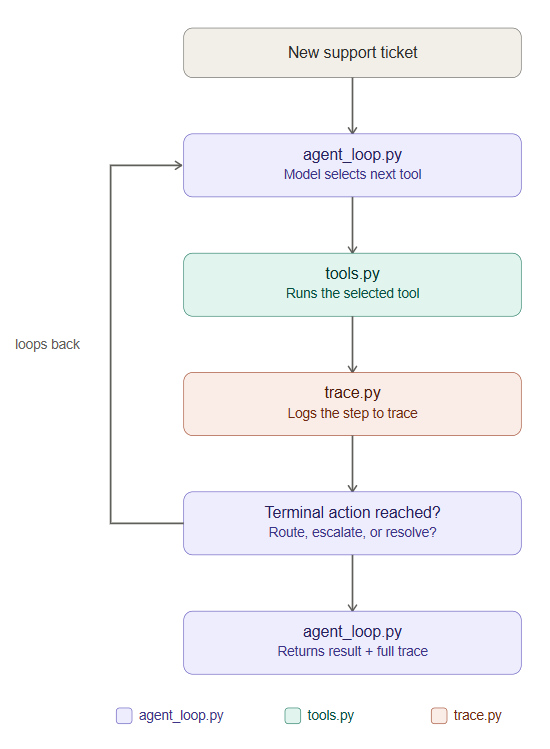 New support ticket
agent_loop.py
Model selects next tool
tools.py
Runs the selected tool
loops back
trace.py
Logs the step to trace
Terminal action reached?
Route, escalate, or resolve?
agent_loop.py
Returns result + full trace
agent_loop.py
tools.py
trace.py